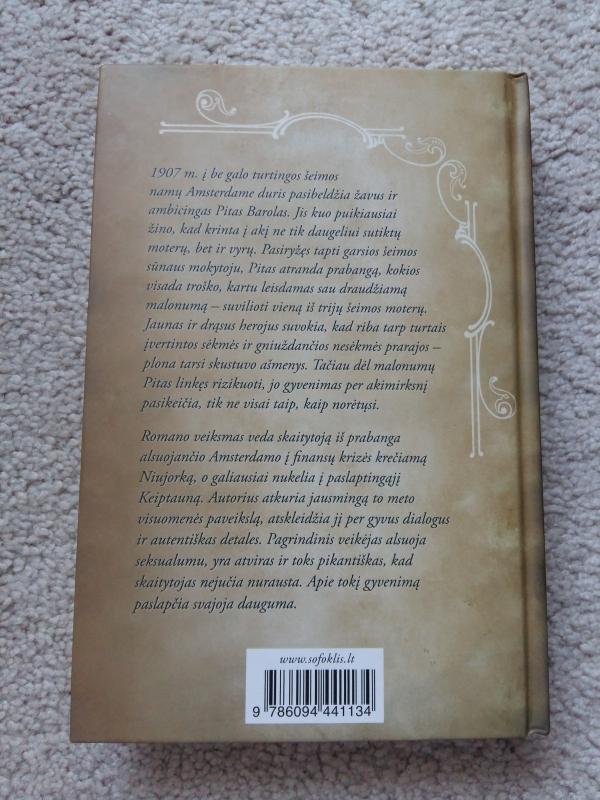 1907 m. į be galo turtingos šeimos
namų Amsterdame duris pasibeldžia žavus ir
ambicingas Pitas Barolas. Jis kuo puikiausiai
žino, kad krinta į akį ne tik daugeliui sutiktų
moterų, bet ir vyrų. Pasiryžęs tapti garsios šeimos
sūnaus mokytoju, Pitas atranda prabangą, kokios
visada troško, kartu leisdamas sau draudžiamą
malonumą – suvilioti vieną iš trijų šeimos moterų.
Jaunas ir drąsus herojus suvokia, kad riba tarp turtais
įvertintos sėkmės ir gniuždančios nesėkmės prarajos –
plona tarsi skustuvo ašmenys. Tačiau dėl malonumų
Pitas linkęs rizikuoti, jo gyvenimas per akimirksnį
pasikeičia, tik ne visai taip, kaip norėtųsi.
Romano veiksmas veda skaitytoją iš prabanga
alsuojančio Amsterdamo į finansų krizės krečiamą
Niujorką, o galiausiai nukelia į paslaptingąjį
Keiptauną. Autorius atkuria jausmingą to meto
visuomenės paveikslą, atskleidžia jį per gyvus dialogus
ir autentiškas detales. Pagrindinis veikėjas alsuoja
seksualumu, yra atviras ir toks pikantiškas, kad
skaitytojas nejučia nurausta. Apie tokį gyvenimą
paslapčia svajoja dauguma.
www.sofoklis.lt
9 786094 441134